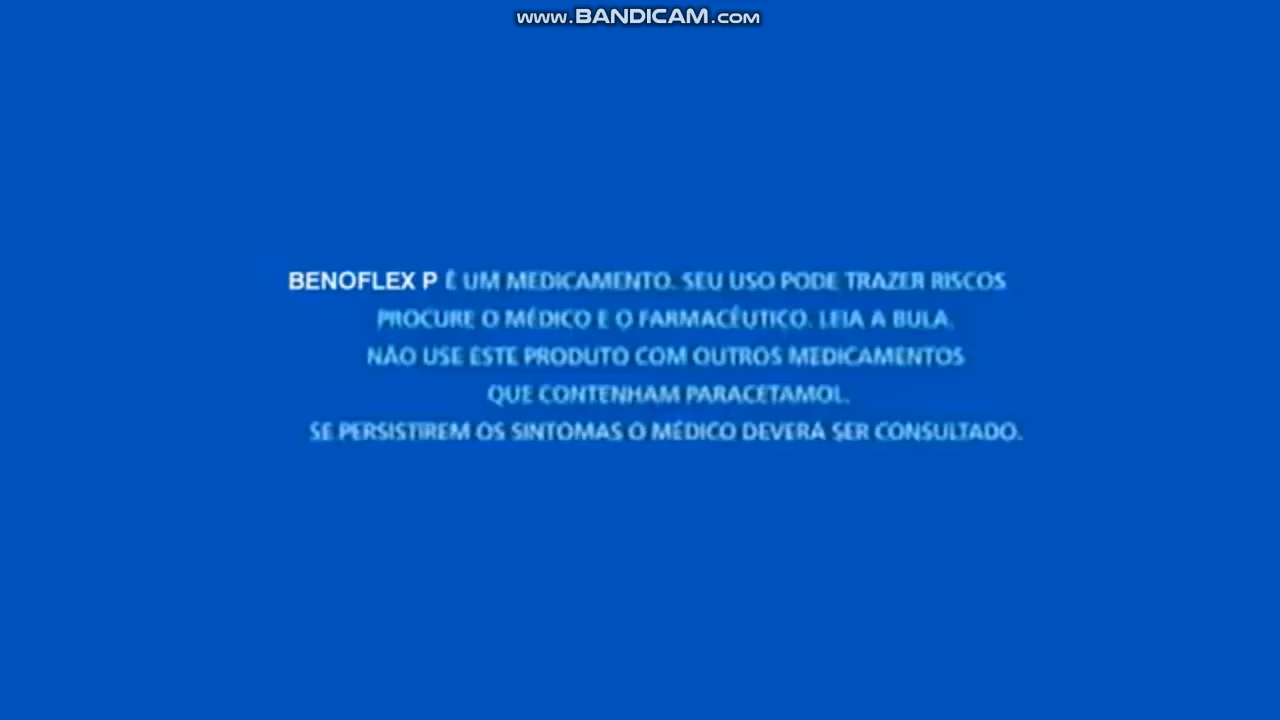 www.BANDICAM.com
BENOFLEX P É UM MEDICAMENTO. SEU USO PODE TRAZER RISCOS
PROCURE O MÉDICO E O FARMACÊUTICO. LEIA A BULA.
NÃO USE ESTE PRODUTO COM OUTROS MEDICAMENTOS
QUE CONTENHAM PARACETAMOL.
SE PERSISTIREM OS SINTOMAS O MÉDICO DEVERÁ SER CONSULTADO.